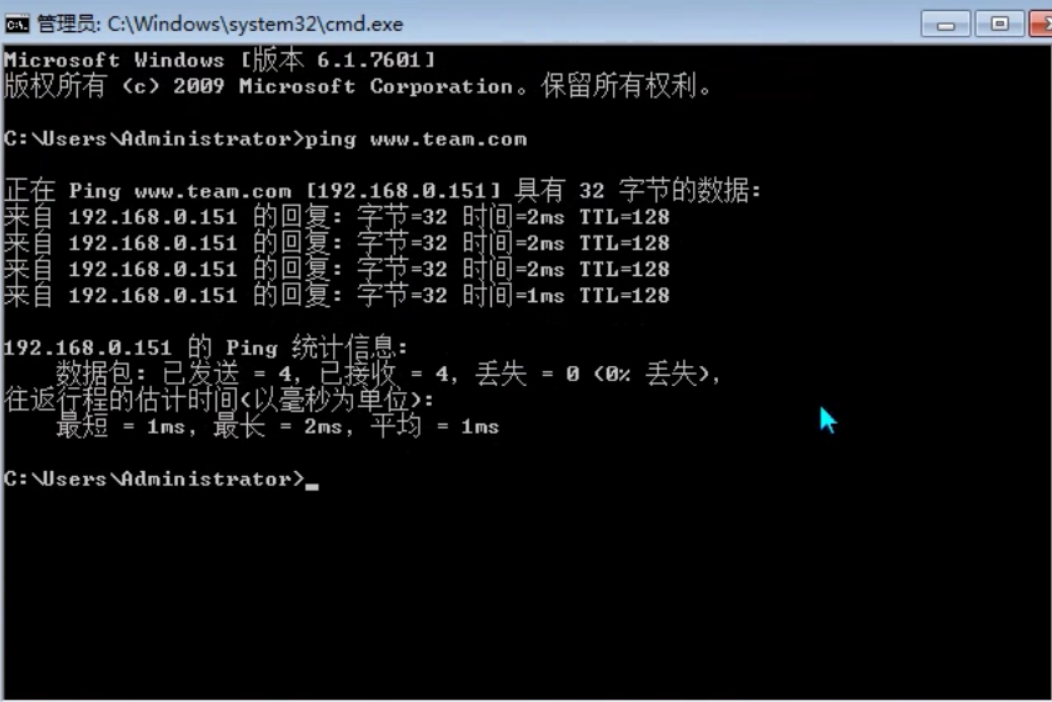 管理员: C:\Windows\system32\cmd.exe
Microsoft Windows [版本 6.1.7601]
版权所有 (c) 2009 Microsoft Corporation。保留所有权利。
C:\Users\Administrator>ping www.team.com
正在 Ping www.team.com [192.168.0.151] 具有 32 字节的数据:
来自 192.168.0.151 的回复: 字节=32 时间=2ms TTL=128
来自 192.168.0.151 的回复: 字节=32 时间=2ms TTL=128
来自 192.168.0.151 的回复: 字节=32 时间=2ms TTL=128
来自 192.168.0.151 的回复: 字节=32 时间=1ms TTL=128
192.168.0.151 的 Ping 统计信息:
数据包: 已发送 = 4, 已接收 = 4, 丢失 = 0 (0% 丢失),
往返行程的估计时间(以毫秒为单位):
最短 = 1ms, 最长 = 2ms, 平均 = 1ms
C:\Users\Administrator>